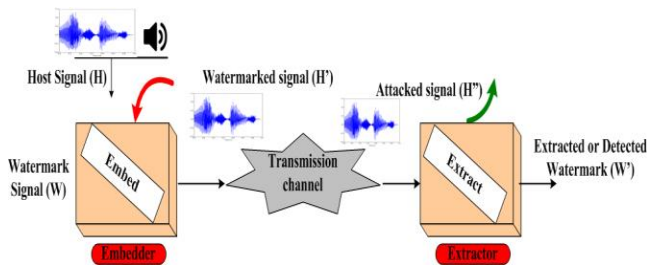 Host Signal (H)
Watermarked signal (H')
Attacked signal (H'')
Watermark
Signal (W)
Embed
Transmission
channel
Extract
Extracted or Detected
Watermark (W')
Embedder
Extractor